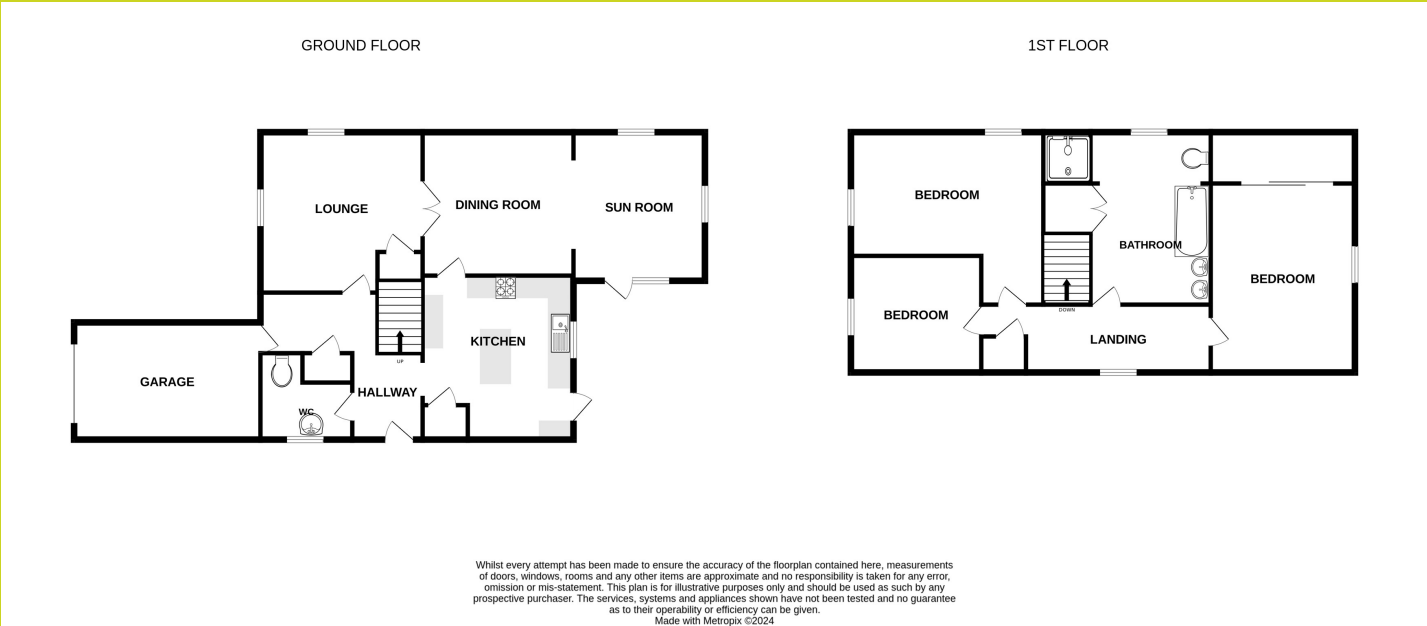 GROUND FLOOR
1ST FLOOR
LOUNGE
DINING ROOM
SUN ROOM
KITCHEN
UP
GARAGE
HALLWAY
WC
BEDROOM
BATHROOM
BEDROOM
BEDROOM
DOWN
LANDING
Whilst every attempt has been made to ensure the accuracy of the floorplan contained here, measurements
of doors, windows, rooms and any other items are approximate and no responsibility is taken for any error,
omission or mis-statement. This plan is for illustrative purposes only and should be used as such by any
prospective purchaser. The services, systems and appliances shown have not been tested and no guarantee
as to their operability or efficiency can be given.
Made with Metropix ©2024